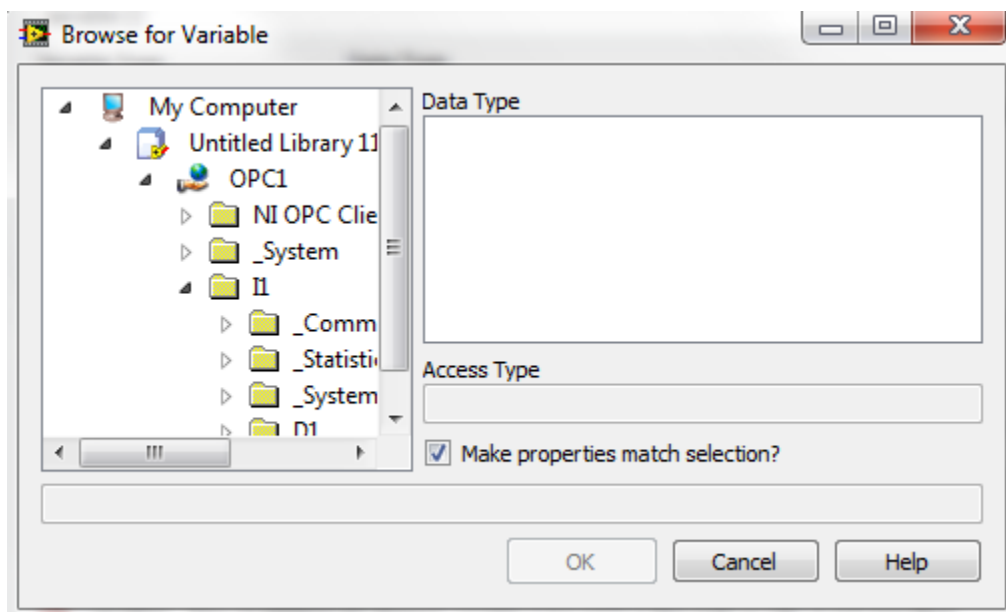 Browse for Variable
My Computer
Untitled Library 11
OPC1
NI OPC Clie
_System
I1
_Comm
_Statisti
_System
D1
Data Type
Access Type
Make properties match selection?
OK
Cancel
Help